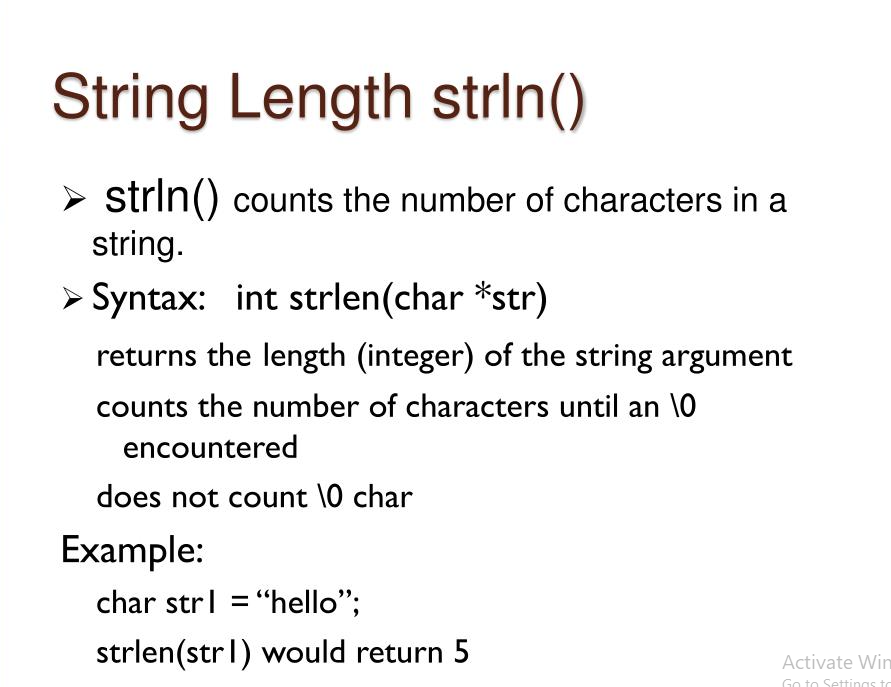 String Length strln()
➢ strln() counts the number of characters in a
string.
➢ Syntax: int strlen(char *str)
returns the length (integer) of the string argument
counts the number of characters until an \0
encountered
does not count \0 char
Example:
char str1 = “hello”;
strlen(str1) would return 5
Activate Win
Go to Settings to